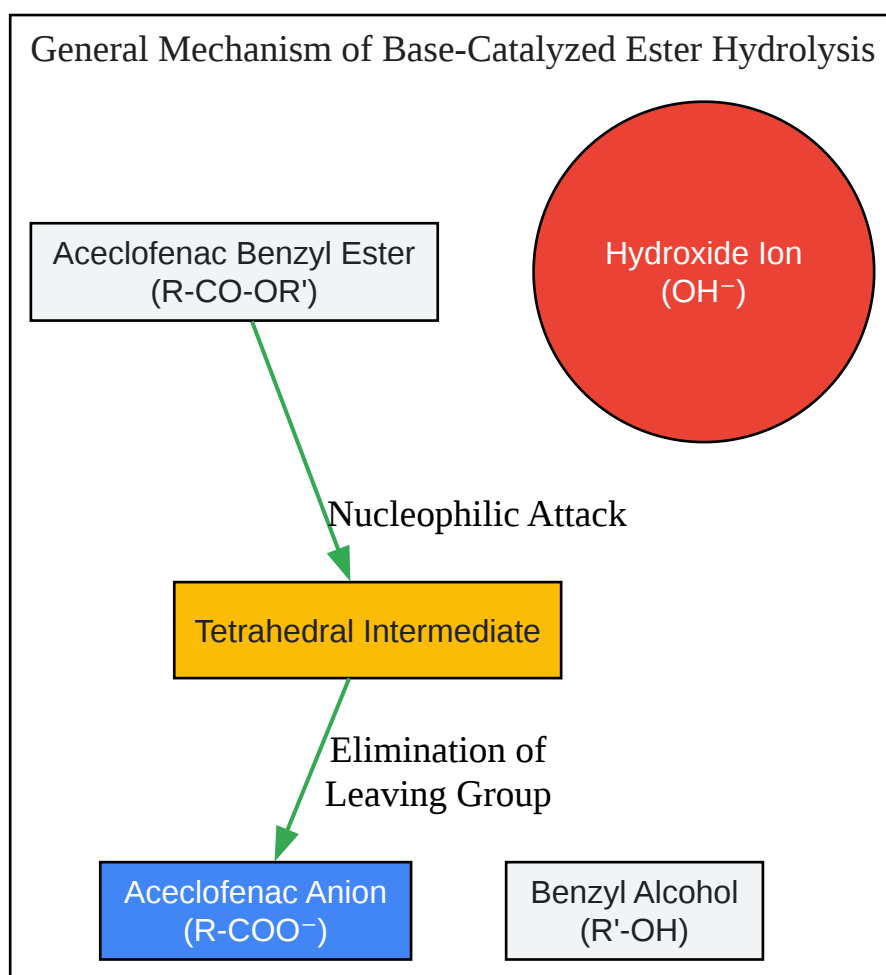 General Mechanism of Base-Catalyzed Ester Hydrolysis
Aceclofenac Benzyl Ester
(R-CO-OR')
Hydroxide Ion
(OH⁻)
Nucleophilic Attack
Tetrahedral Intermediate
Elimination of
Leaving Group
Aceclofenac Anion
(R-COO⁻)
Benzyl Alcohol
(R'-OH)